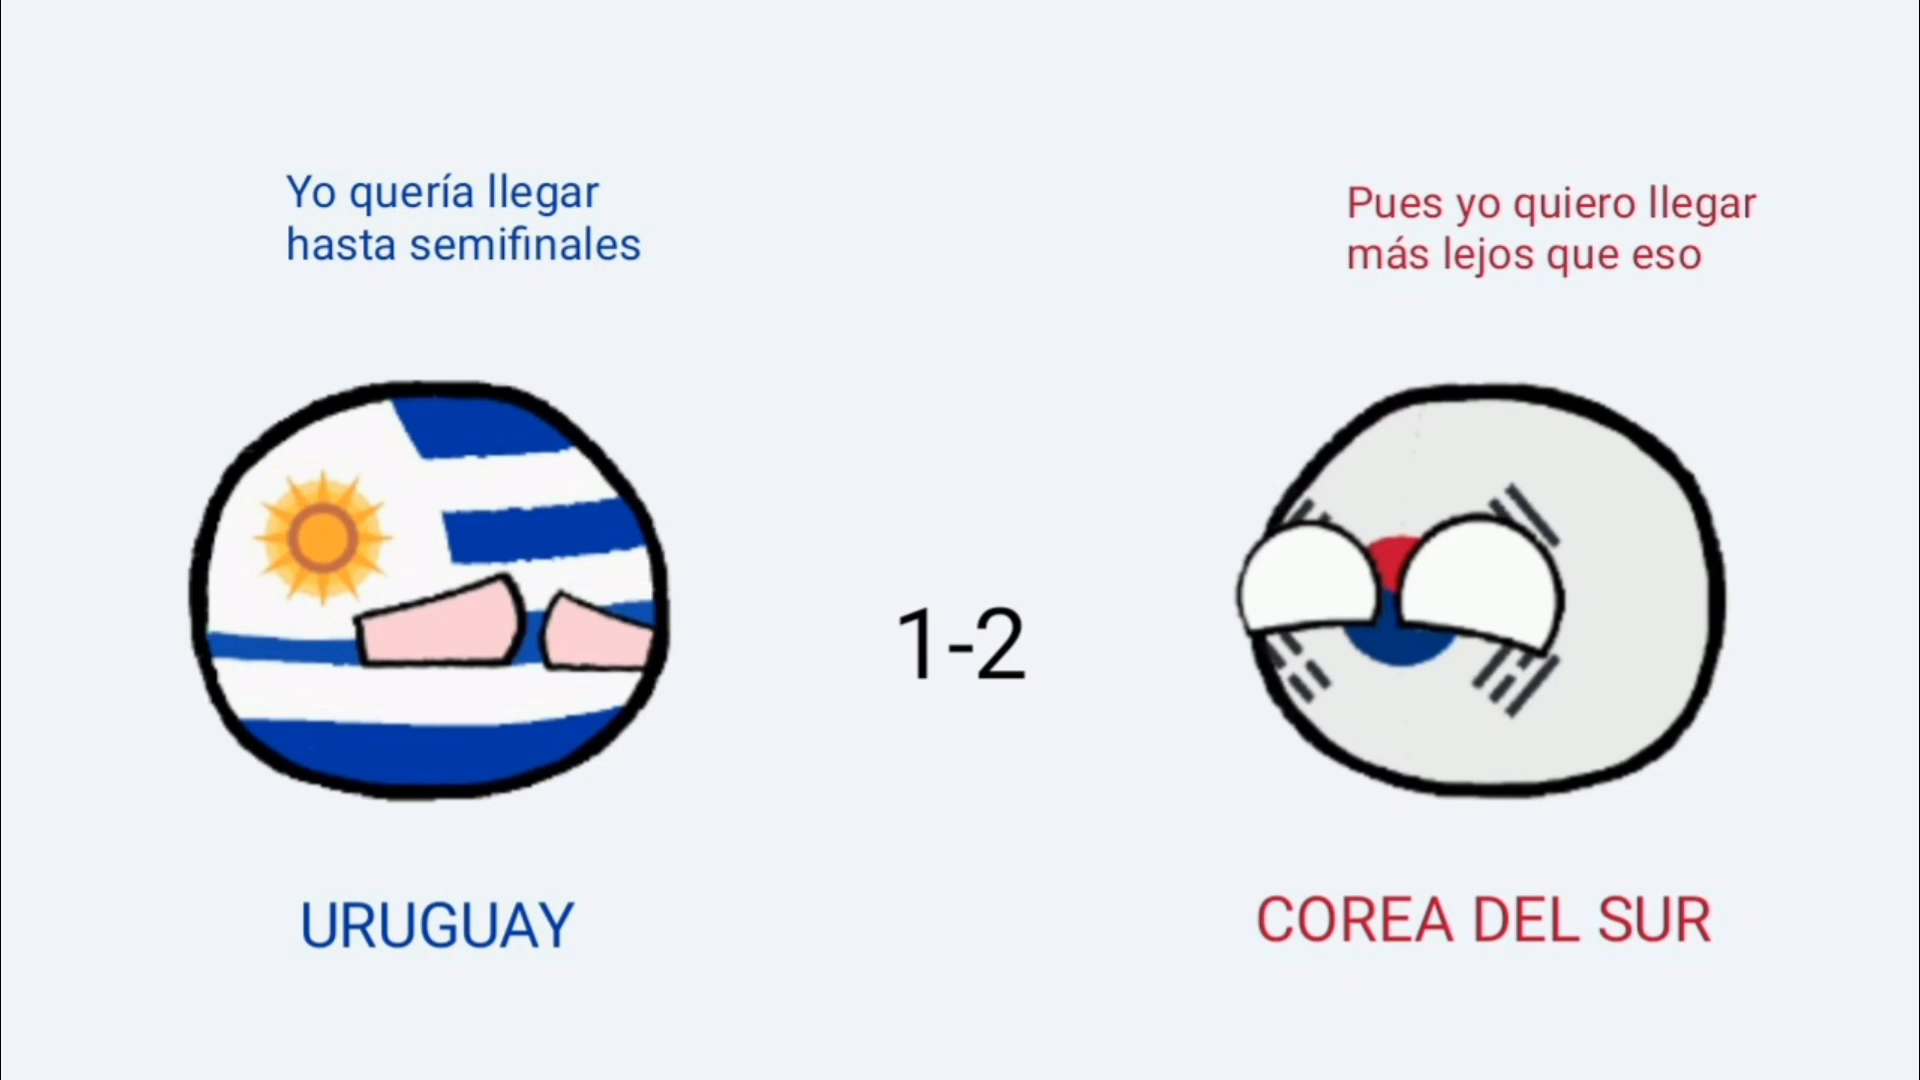 Yo quería llegar
hasta semifinales
Pues yo quiero llegar
más lejos que eso
1-2
URUGUAY
COREA DEL SUR